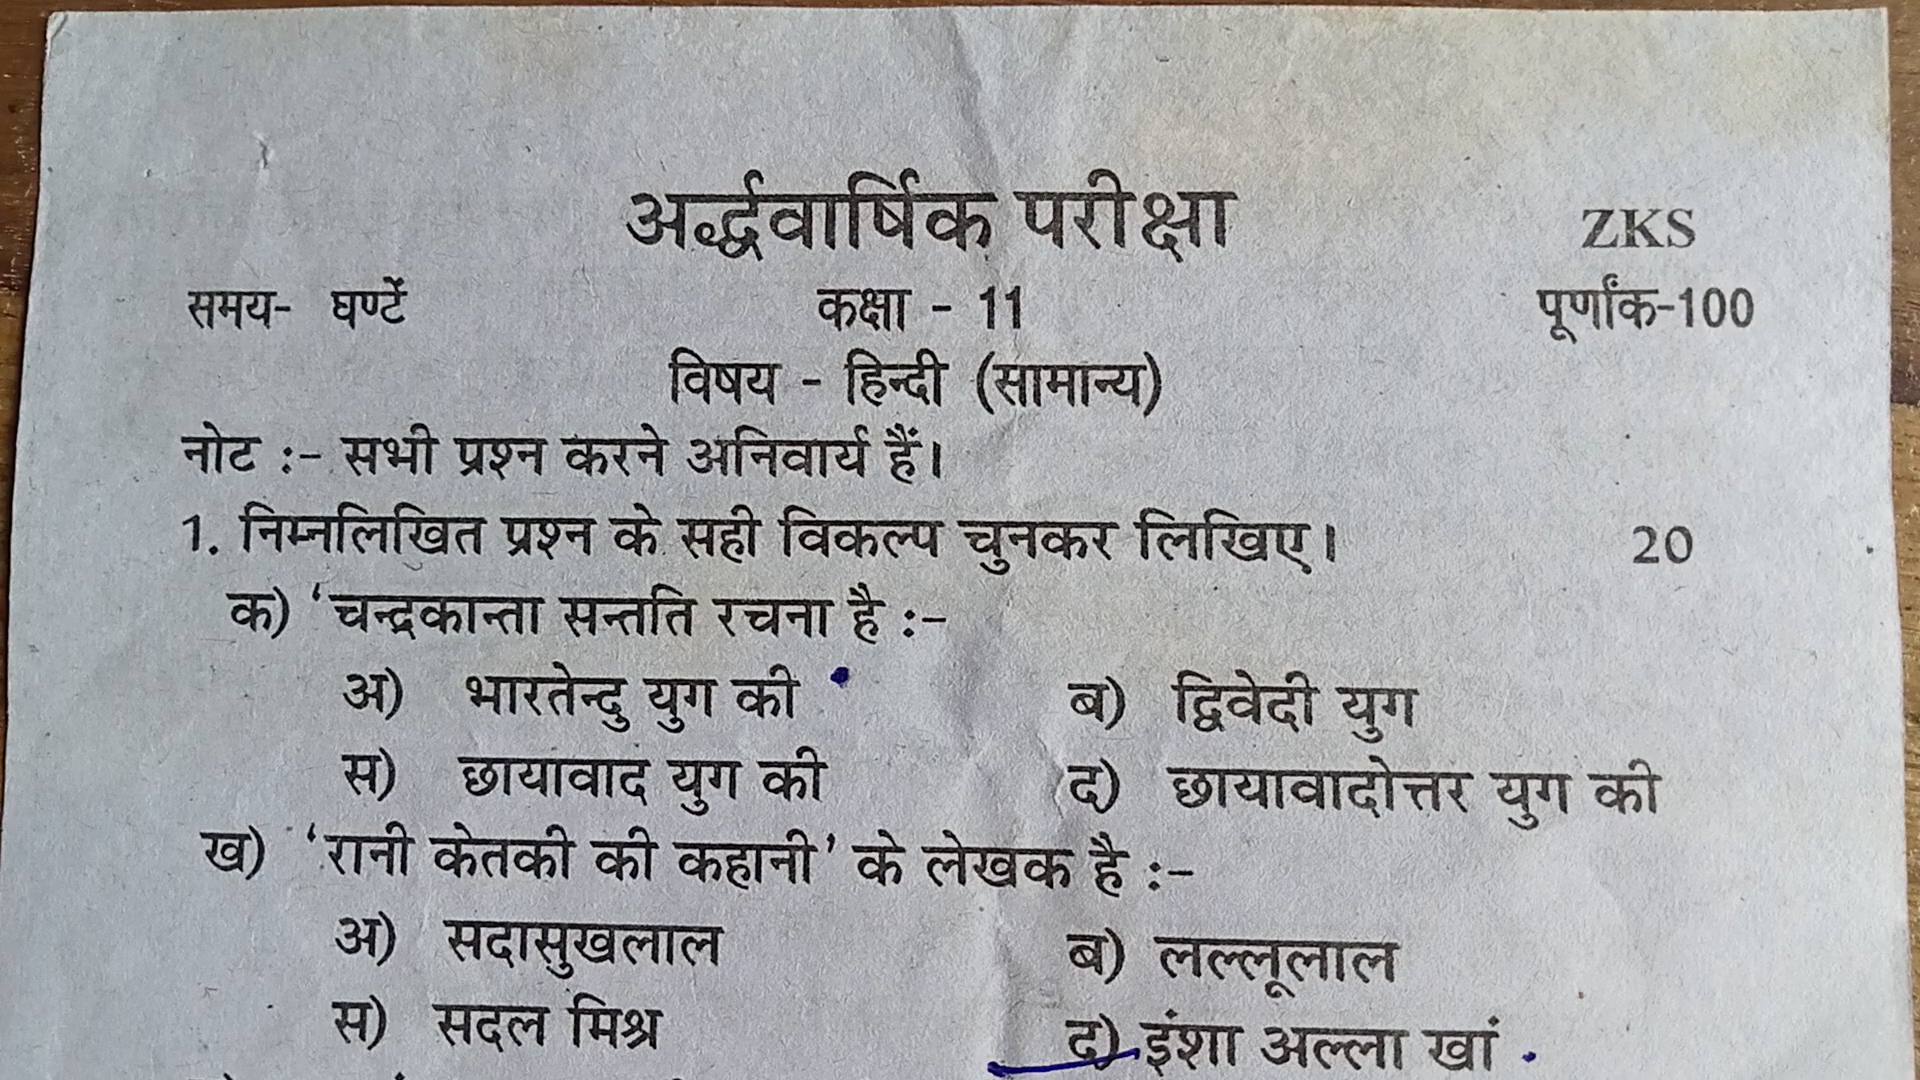 अर्द्धवार्षिक परीक्षा ZKS
समय- घण्टें कक्षा - 11 पूर्णांक-100
विषय - हिन्दी (सामान्य)
नोट :- सभी प्रश्न करने अनिवार्य हैं।
1. निम्नलिखित प्रश्न के सही विकल्प चुनकर लिखिए। 20
क) ‘चन्द्रकान्ता सन्तति रचना है :-
अ) भारतेन्दु युग की ब) द्विवेदी युग
स) छायावाद युग की द) छायावादोत्तर युग की
ख) ‘रानी केतकी की कहानी’ के लेखक है :-
अ) सदासुखलाल ब) लल्लूलाल
स) सदल मिश्र द) इंशा अल्ला खां